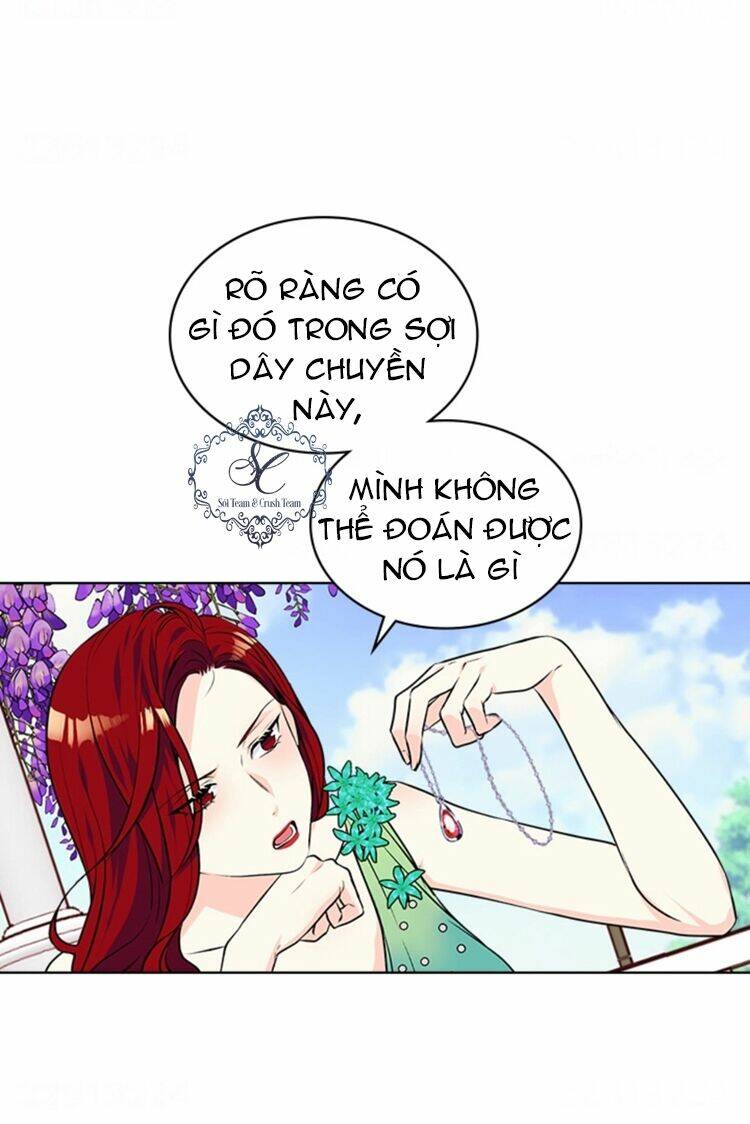 RÕ RÀNG CÓ
GÌ ĐÓ TRONG SỢI
DÂY CHUYỀN
NÀY,
SC
Sói Team & Crush Team
MÌNH KHÔNG
THỂ ĐOÁN ĐƯỢC
NÓ LÀ GÌ